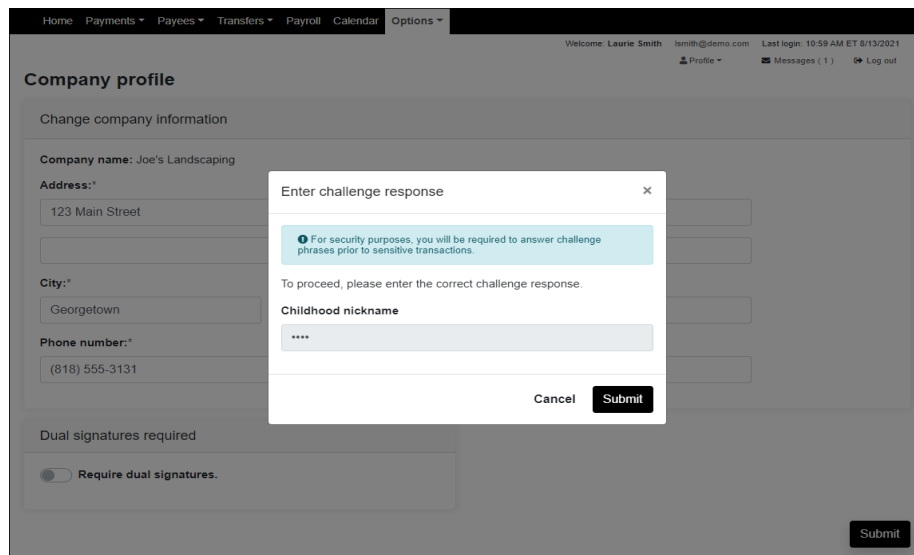 Home Payments Payees Transfers Payroll Calendar Options
Welcome: Laurie Smith lsmith@demo.com Last login: 10:59 AM ET 8/13/2021
Profile Messages ( 1 ) Log out
Company profile
Change company information
Company name: Joe's Landscaping
Address:*
123 Main Street
City:*
Georgetown
Phone number:*
(818) 555-3131
Enter challenge response ×
For security purposes, you will be required to answer challenge
phrases prior to sensitive transactions.
To proceed, please enter the correct challenge response.
Childhood nickname
••••
Cancel Submit
Dual signatures required
Require dual signatures.
Submit